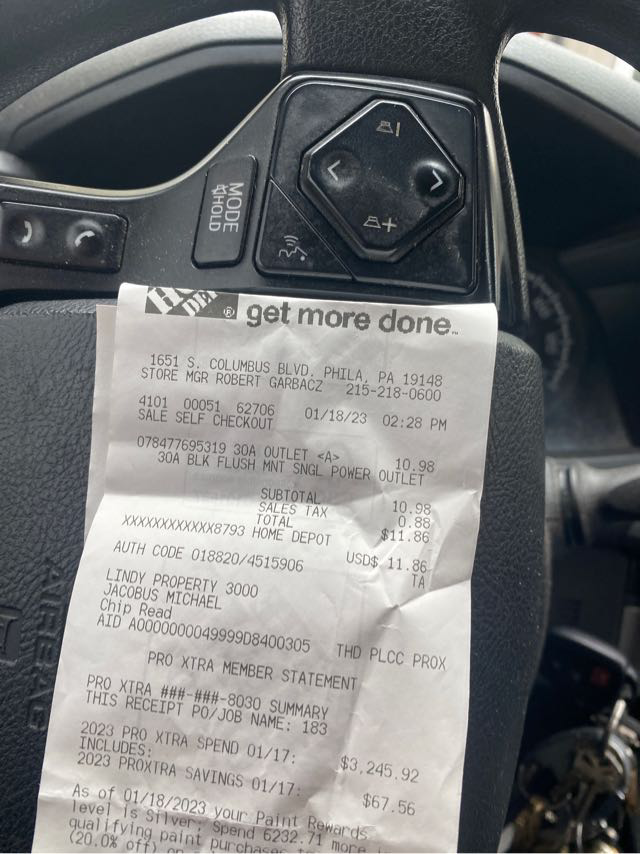 MODE
HOLD
get more done.
1651 S. COLUMBUS BLVD. PHILA, PA 19148
STORE MGR ROBERT GARBACZ 215-218-0600
4101 00051 62706 01/18/23 02:28 PM
SALE SELF CHECKOUT
078477695319 30A OUTLET <A> 10.98
30A BLK FLUSH MNT SNGL POWER OUTLET
SUBTOTAL 10.98
SALES TAX 0.88
TOTAL $11.86
XXXXXXXXXXXX8793 HOME DEPOT
USD$ 11.86
AUTH CODE 018820/4515906 TA
LINDY PROPERTY 3000
JACOBUS MICHAEL
Chip Read
AID A0000000049999D8400305 THD PLCC PROX
PRO XTRA MEMBER STATEMENT
PRO XTRA ###-###-8030 SUMMARY
THIS RECEIPT PO/JOB NAME: 183
2023 PRO XTRA SPEND 01/17: $3,245.92
INCLUDES:
2023 PROXTRA SAVINGS 01/17: $67.56
As of 01/18/2023 your Paint Rewards
level is Silver; Spend 6232.71 more
qualifying paint purchases
(20.0% off) on
AIRBAG